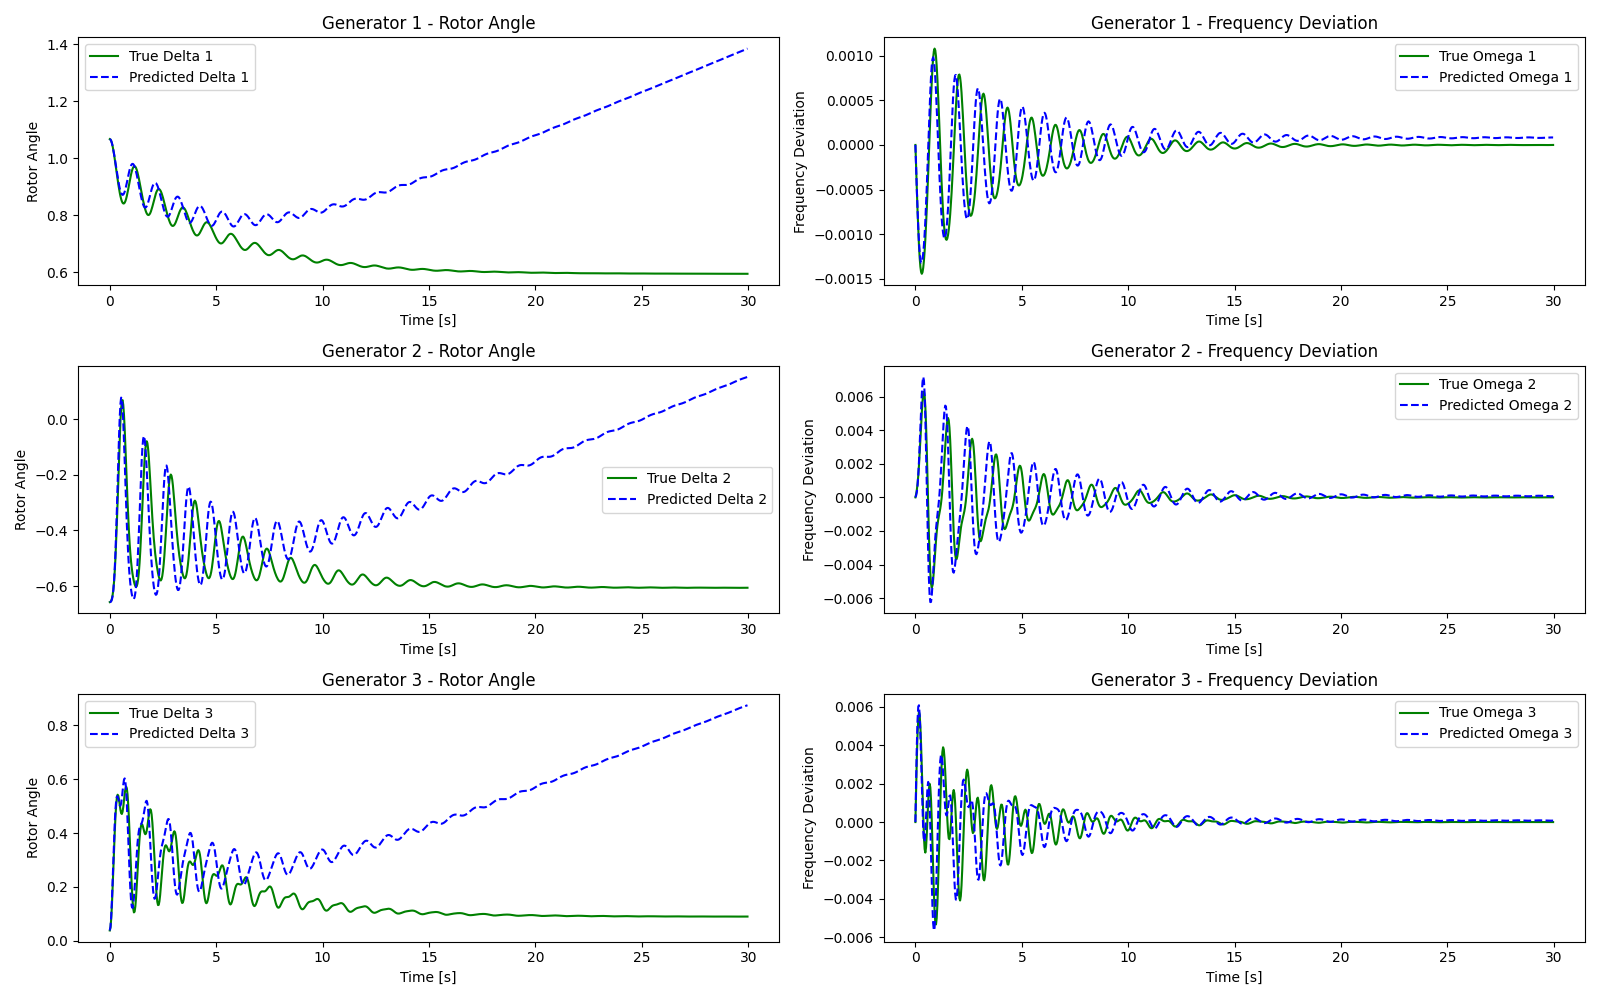 Generator 1 - Rotor Angle
Rotor Angle
1.4
1.2
1.0
0.8
0.6
True Delta 1
Predicted Delta 1
0 5 10 15 20 25 30
Time [s]
Generator 1 - Frequency Deviation
Frequency Deviation
0.0010
0.0005
0.0000
−0.0005
−0.0010
−0.0015
True Omega 1
Predicted Omega 1
0 5 10 15 20 25 30
Time [s]
Generator 2 - Rotor Angle
Rotor Angle
0.0
−0.2
−0.4
−0.6
True Delta 2
Predicted Delta 2
0 5 10 15 20 25 30
Time [s]
Generator 2 - Frequency Deviation
Frequency Deviation
0.006
0.004
0.002
0.000
−0.002
−0.004
−0.006
True Omega 2
Predicted Omega 2
0 5 10 15 20 25 30
Time [s]
Generator 3 - Rotor Angle
Rotor Angle
0.8
0.6
0.4
0.2
0.0
True Delta 3
Predicted Delta 3
0 5 10 15 20 25 30
Time [s]
Generator 3 - Frequency Deviation
Frequency Deviation
0.006
0.004
0.002
0.000
−0.002
−0.004
−0.006
True Omega 3
Predicted Omega 3
0 5 10 15 20 25 30
Time [s]